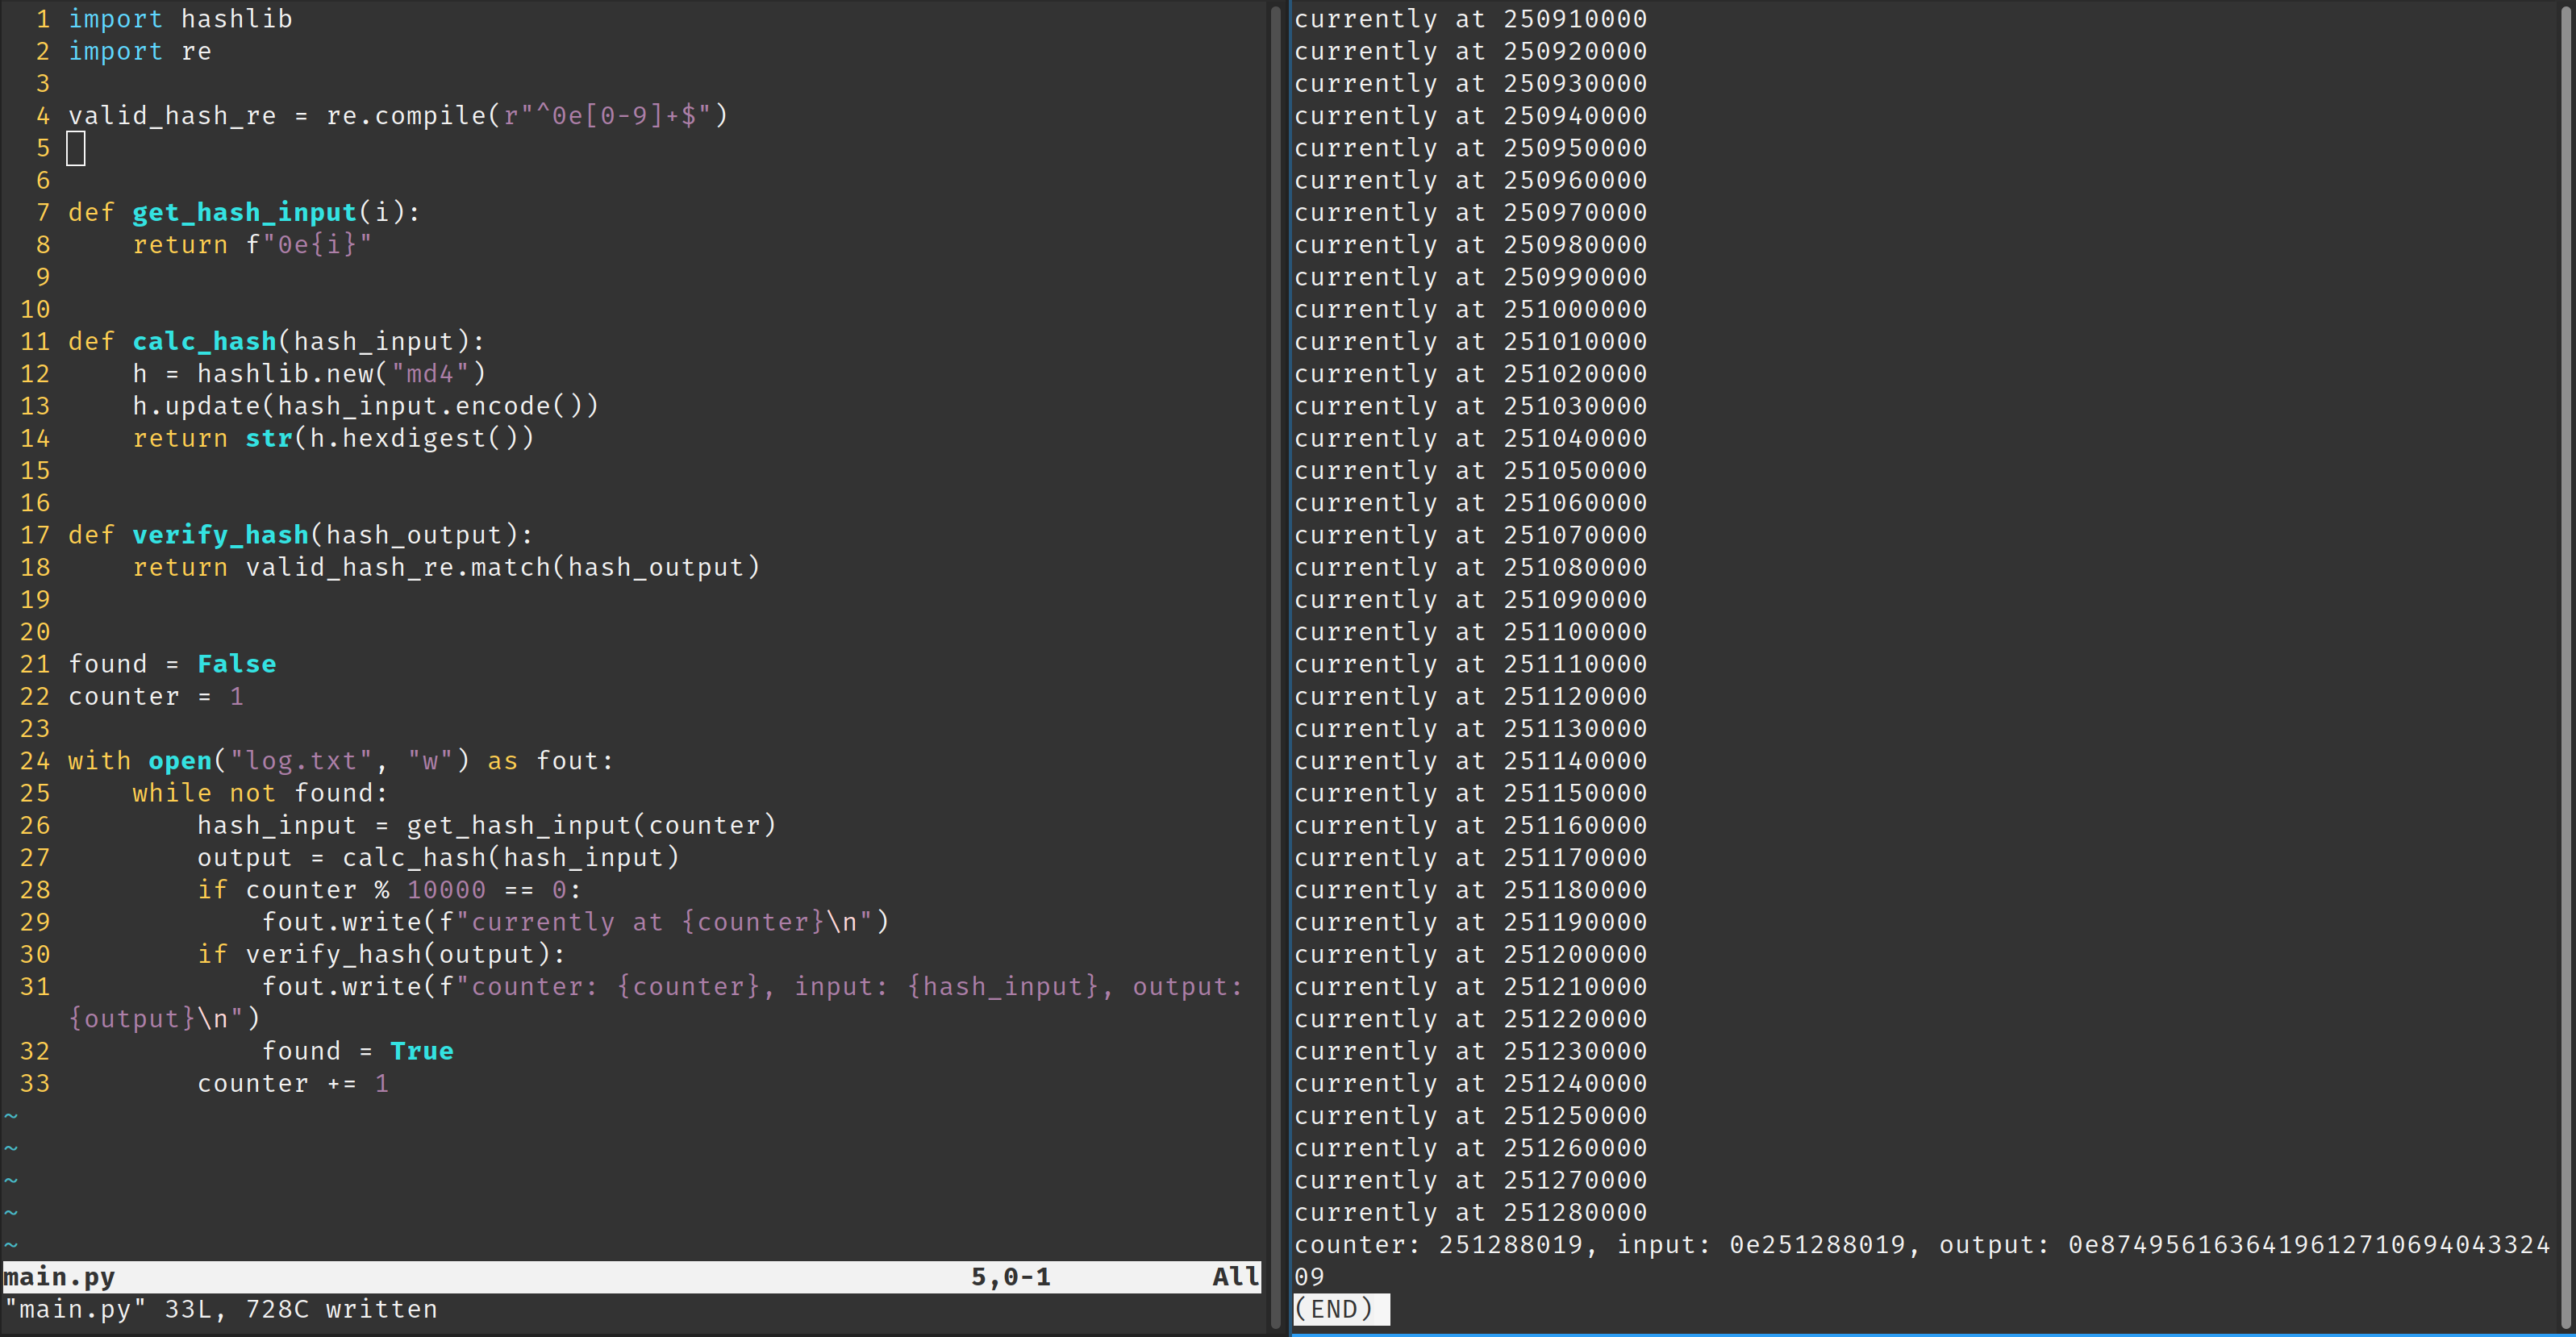 1 import hashlib
2 import re
3
4 valid_hash_re = re.compile(r"^0e[0-9]+$")
5
6
7 def get_hash_input(i):
8     return f"0e{i}"
9
10
11 def calc_hash(hash_input):
12     h = hashlib.new("md4")
13     h.update(hash_input.encode())
14     return str(h.hexdigest())
15
16
17 def verify_hash(hash_output):
18     return valid_hash_re.match(hash_output)
19
20
21 found = False
22 counter = 1
23
24 with open("log.txt", "w") as fout:
25     while not found:
26         hash_input = get_hash_input(counter)
27         output = calc_hash(hash_input)
28         if counter % 10000 == 0:
29             fout.write(f"currently at {counter}\n")
30         if verify_hash(output):
31             fout.write(f"counter: {counter}, input: {hash_input}, output:
{output}\n")
32             found = True
33         counter += 1
~
~
~
~
~
main.py 5,0-1 All
"main.py" 33L, 728C written
currently at 250910000
currently at 250920000
currently at 250930000
currently at 250940000
currently at 250950000
currently at 250960000
currently at 250970000
currently at 250980000
currently at 250990000
currently at 251000000
currently at 251010000
currently at 251020000
currently at 251030000
currently at 251040000
currently at 251050000
currently at 251060000
currently at 251070000
currently at 251080000
currently at 251090000
currently at 251100000
currently at 251110000
currently at 251120000
currently at 251130000
currently at 251140000
currently at 251150000
currently at 251160000
currently at 251170000
currently at 251180000
currently at 251190000
currently at 251200000
currently at 251210000
currently at 251220000
currently at 251230000
currently at 251240000
currently at 251250000
currently at 251260000
currently at 251270000
currently at 251280000
counter: 251288019, input: 0e251288019, output: 0e8749561636419612710694043324
09
(END)